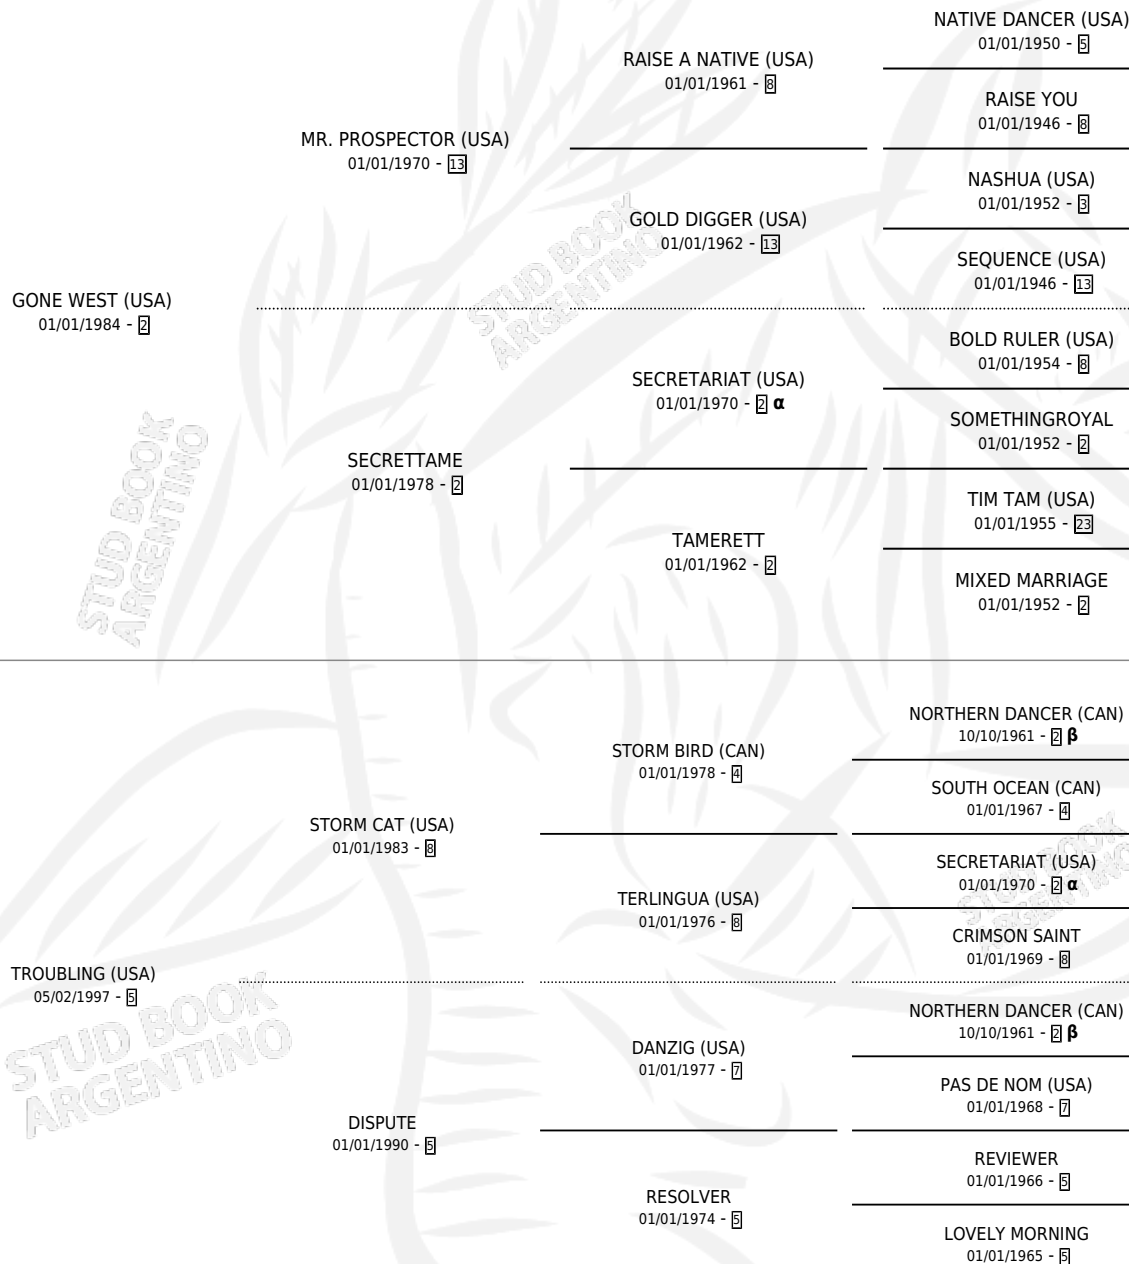 NATIVE DANCER (USA)
01/01/1950 - 5
RAISE A NATIVE (USA)
01/01/1961 - 8
RAISE YOU
01/01/1946 - 8
MR. PROSPECTOR (USA)
01/01/1970 - 13
NASHUA (USA)
01/01/1952 - 3
GOLD DIGGER (USA)
01/01/1962 - 13
SEQUENCE (USA)
01/01/1946 - 13
GONE WEST (USA)
01/01/1984 - 2
BOLD RULER (USA)
01/01/1954 - 8
SECRETARIAT (USA)
01/01/1970 - 2 α
SOMETHINGROYAL
01/01/1952 - 2
SECRETTAME
01/01/1978 - 2
TIM TAM (USA)
01/01/1955 - 23
TAMERETT
01/01/1962 - 2
MIXED MARRIAGE
01/01/1952 - 2
NORTHERN DANCER (CAN)
10/10/1961 - 2 β
STORM BIRD (CAN)
01/01/1978 - 4
SOUTH OCEAN (CAN)
01/01/1967 - 4
STORM CAT (USA)
01/01/1983 - 8
SECRETARIAT (USA)
01/01/1970 - 2 α
TERLINGUA (USA)
01/01/1976 - 8
CRIMSON SAINT
01/01/1969 - 8
TROUBLING (USA)
05/02/1997 - 5
NORTHERN DANCER (CAN)
10/10/1961 - 2 β
DANZIG (USA)
01/01/1977 - 7
PAS DE NOM (USA)
01/01/1968 - 7
DISPUTE
01/01/1990 - 5
REVIEWER
01/01/1966 - 5
RESOLVER
01/01/1974 - 5
LOVELY MORNING
01/01/1965 - 5
STUD BOOK
ARGENTINO
STUD BOOK
ARGENTINO
STUD BOOK
ARGENTINO
STUD BOOK
ARGENTINO